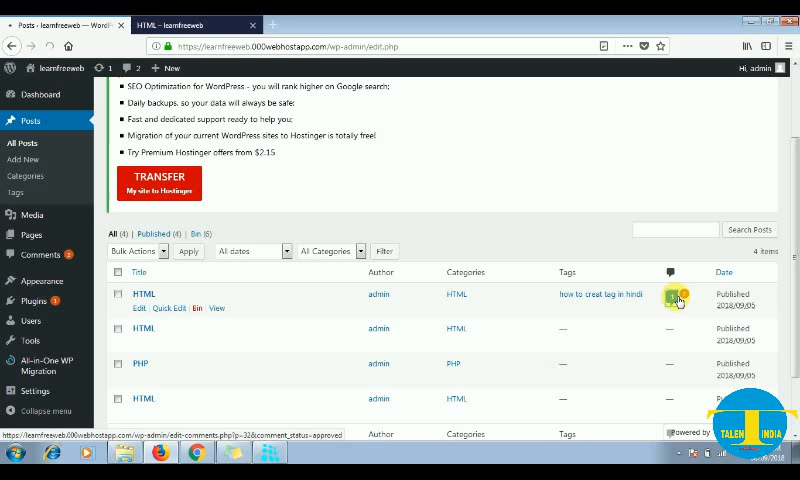 Posts ‹ learnfreeweb — WordPr
HTML – learnfreeweb
https://learnfreeweb.000webhostapp.com/wp-admin/edit.php
learnfreeweb
1
2
New
Hi, admin
Dashboard
Posts
All Posts
Add New
Categories
Tags
Media
Pages
Comments 2
Appearance
Plugins 1
Users
Tools
All-in-One WP
Migration
Settings
Collapse menu
SEO Optimization for WordPress - you will rank higher on Google search;
Daily backups, so your data will always be safe;
Fast and dedicated support ready to help you;
Migration of your current WordPress sites to Hostinger is totally free!
Try Premium Hostinger offers from $2.15
TRANSFER
My site to Hostinger
All (4) | Published (4) | Bin (6)
Search Posts
Bulk Actions
Apply
All dates
All Categories
Filter
4 items
Title Author Categories Tags Date
HTML admin HTML how to creat tag in hindi Published
2018/09/05
Edit | Quick Edit | Bin | View
HTML admin HTML — — Published
2018/09/05
PHP admin PHP — — Published
2018/09/05
HTML admin HTML — — Published
Title Author Categories Tags
Powered by
https://learnfreeweb.000webhostapp.com/wp-admin/edit-comments.php?p=32&comment_status=approved
TALENT INDIA